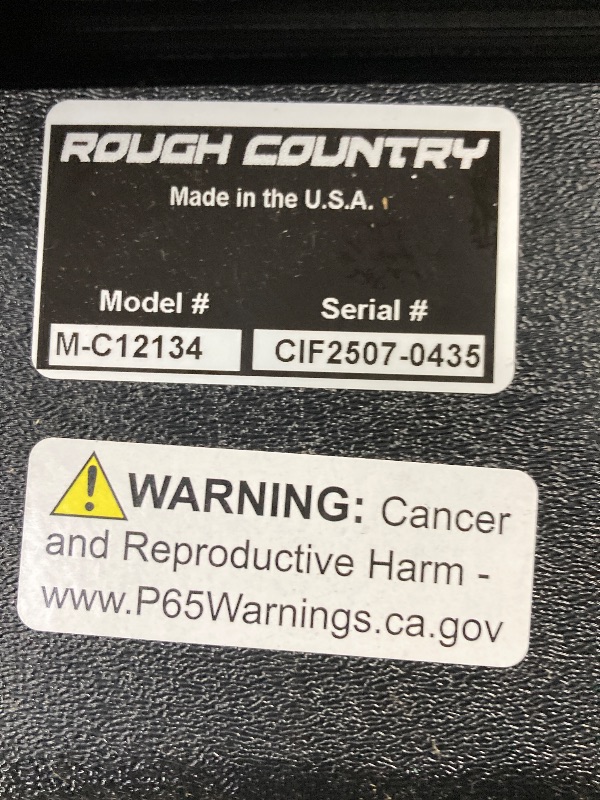 ROUGH COUNTRY
Made in the U.S.A.
Model #
Serial #
M-C12134
CIF2507-0435
WARNING: Cancer
and Reproductive Harm -
www.P65Warnings.ca.gov